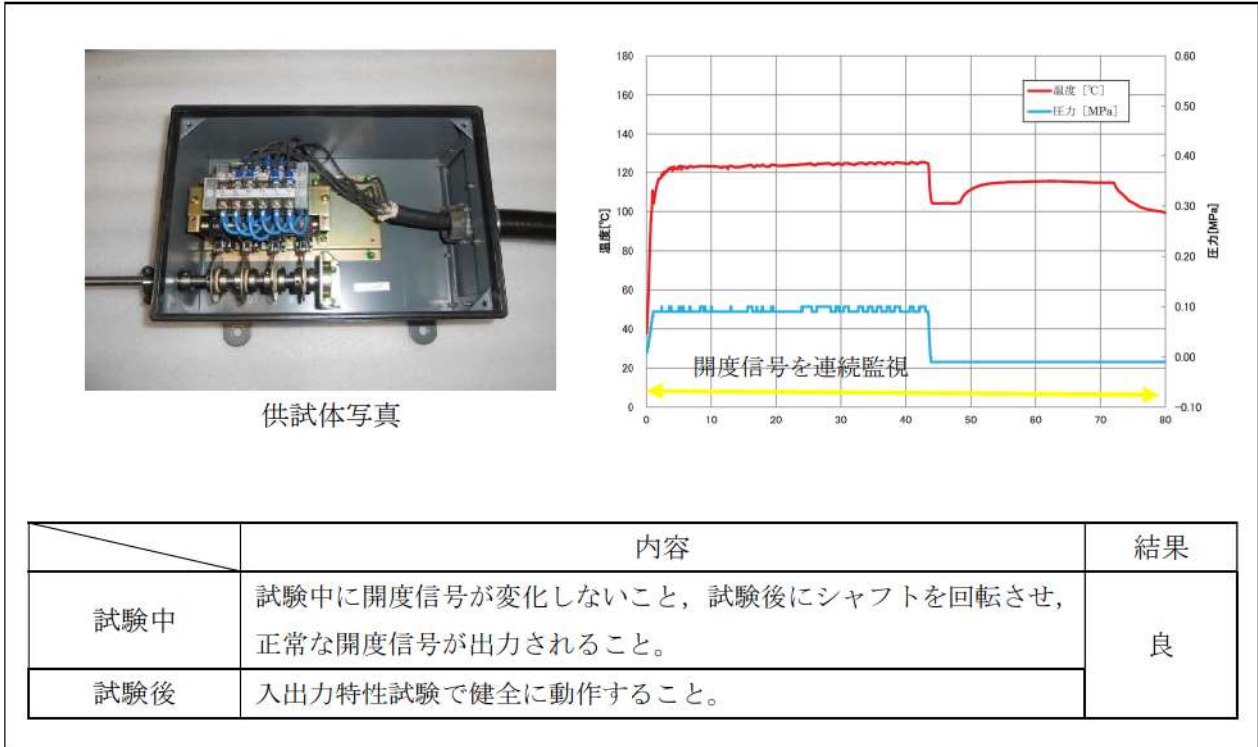 180
160
140
120
100
80
60
40
20
0
温度[℃]
0.60
0.50
0.40
0.30
0.20
0.10
0.00
-0.10
圧力[MPa]
温度 [℃]
圧力 [MPa]
開度信号を連続監視
0 10 20 30 40 50 60 70 80
供試体写真
内容 結果
試験中 試験中に開度信号が変化しないこと，試験後にシャフトを回転させ，
正常な開度信号が出力されること。
良
試験後 入出力特性試験で健全に動作すること。